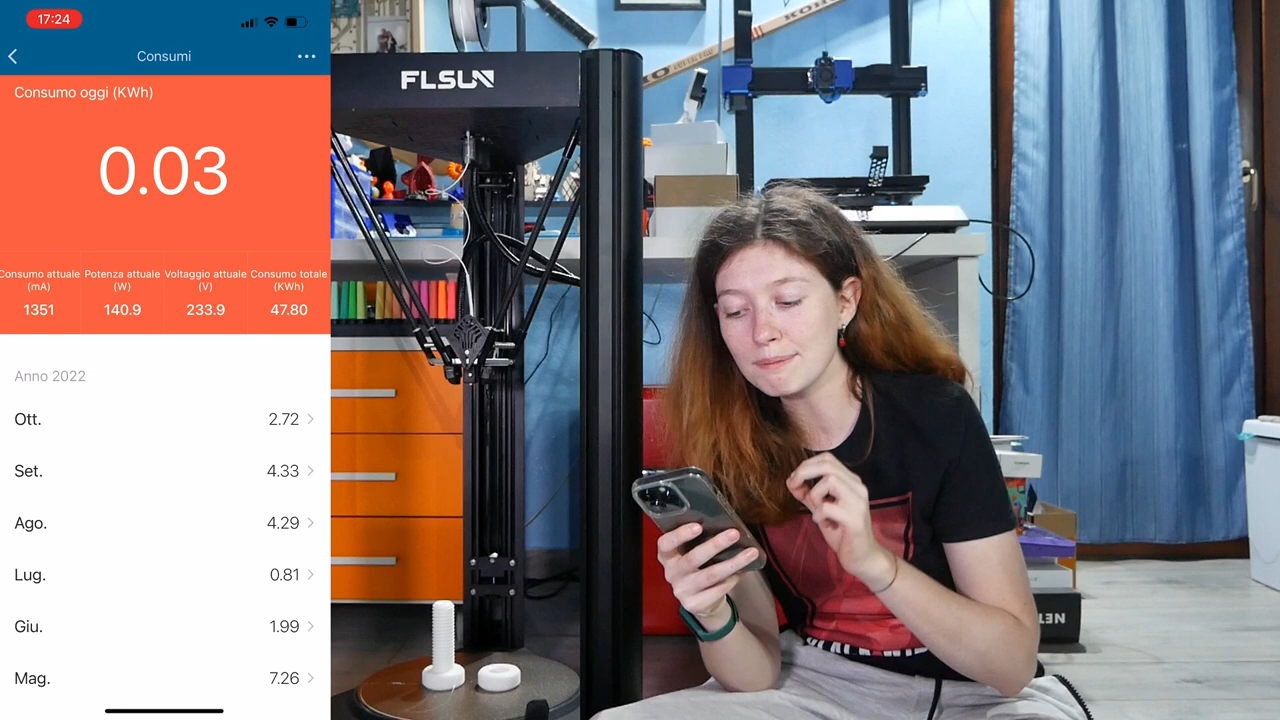 17:24
Consumi
Consumo oggi (KWh)
0.03
Consumo attuale
(mA)
Potenza attuale
(W)
Voltaggio attuale
(V)
Consumo totale
(KWh)
1351
140.9
233.9
47.80
Anno 2022
Ott.
2.72
Set.
4.33
Ago.
4.29
Lug.
0.81
Giu.
1.99
Mag.
7.26
FLSUN